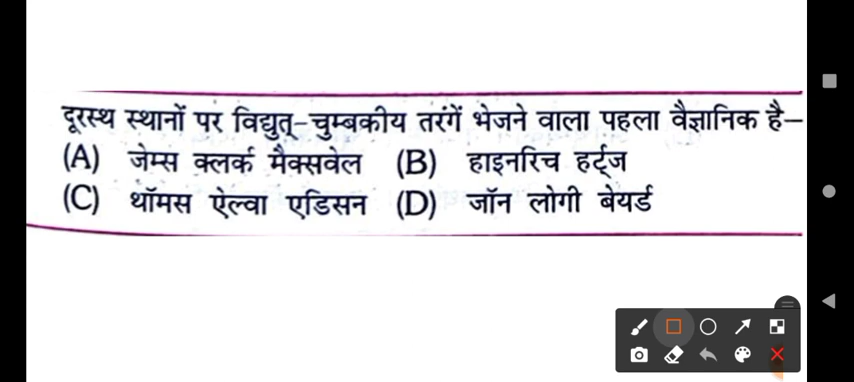 दूरस्थ स्थानों पर विद्युत्-चुम्बकीय तरंगें भेजने वाला पहला वैज्ञानिक है–
(A) जेम्स क्लर्क मैक्सवेल (B) हाइनरिच हर्ट्ज
(C) थॉमस ऐल्वा एडिसन (D) जॉन लोगी बेयर्ड